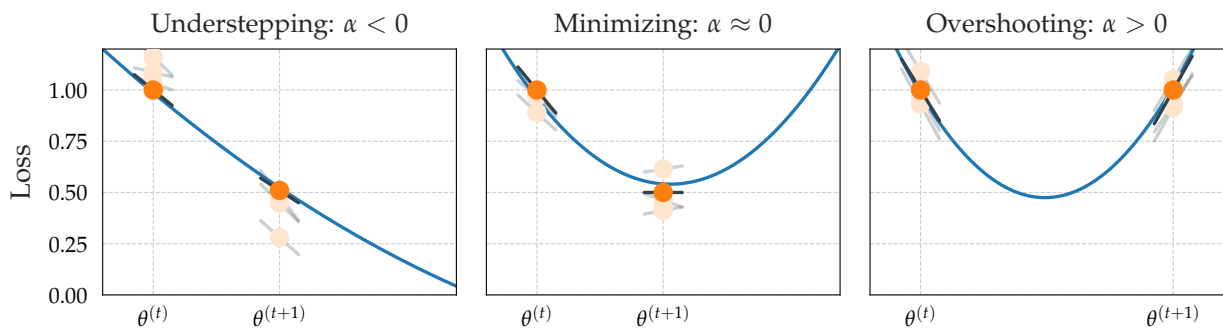 Understepping: α < 0
Minimizing: α ≈ 0
Overshooting: α > 0
Loss
1.00
0.75
0.50
0.25
0.00
θ⁽ᵗ⁾
θ⁽ᵗ⁺¹⁾
θ⁽ᵗ⁾
θ⁽ᵗ⁺¹⁾
θ⁽ᵗ⁾
θ⁽ᵗ⁺¹⁾